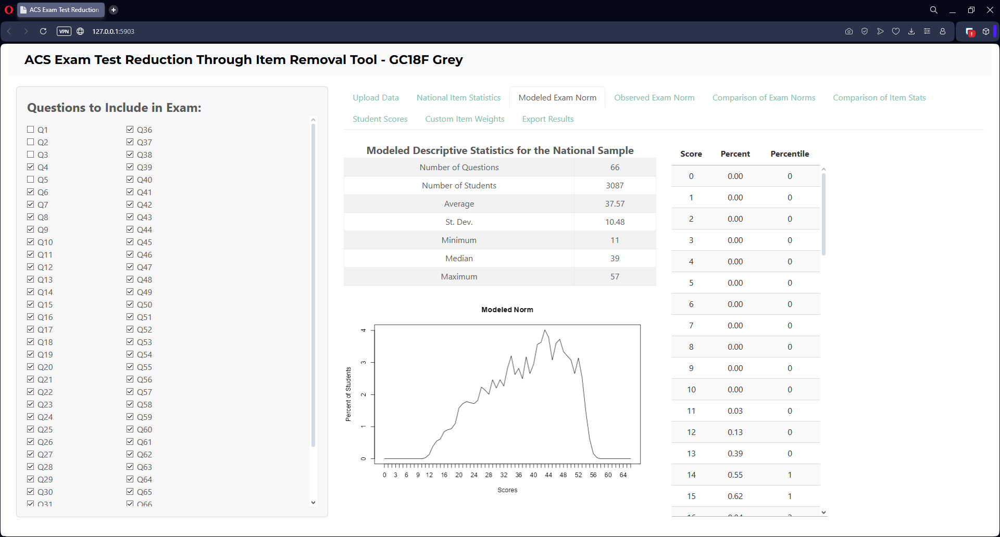 ACS Exam Test Reduction
VPN
127.0.0.1:5903
ACS Exam Test Reduction Through Item Removal Tool - GC18F Grey
Questions to Include in Exam:
Q1 Q36
Q2 Q37
Q3 Q38
Q4 Q39
Q5 Q40
Q6 Q41
Q7 Q42
Q8 Q43
Q9 Q44
Q10 Q45
Q11 Q46
Q12 Q47
Q13 Q48
Q14 Q49
Q15 Q50
Q16 Q51
Q17 Q52
Q18 Q53
Q19 Q54
Q20 Q55
Q21 Q56
Q22 Q57
Q23 Q58
Q24 Q59
Q25 Q60
Q26 Q61
Q27 Q62
Q28 Q63
Q29 Q64
Q30 Q65
Q31 Q66
Upload Data National Item Statistics Modeled Exam Norm Observed Exam Norm Comparison of Exam Norms Comparison of Item Stats
Student Scores Custom Item Weights Export Results
Modeled Descriptive Statistics for the National Sample
Number of Questions 66
Number of Students 3087
Average 37.57
St. Dev. 10.48
Minimum 11
Median 39
Maximum 57
Modeled Norm
Percent of Students
4
3
2
1
0
0 3 6 9 12 16 20 24 28 32 36 40 44 48 52 56 60 64
Scores
Score Percent Percentile
0 0.00 0
1 0.00 0
2 0.00 0
3 0.00 0
4 0.00 0
5 0.00 0
6 0.00 0
7 0.00 0
8 0.00 0
9 0.00 0
10 0.00 0
11 0.03 0
12 0.13 0
13 0.39 0
14 0.55 1
15 0.62 1